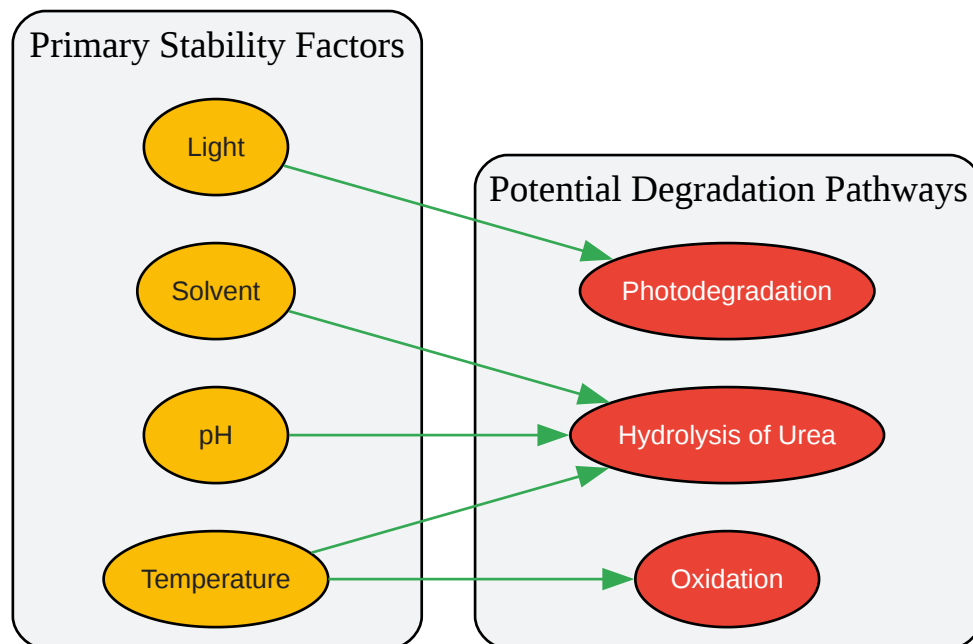 Primary Stability Factors
Light
Solvent
pH
Temperature
Potential Degradation Pathways
Photodegradation
Hydrolysis of Urea
Oxidation